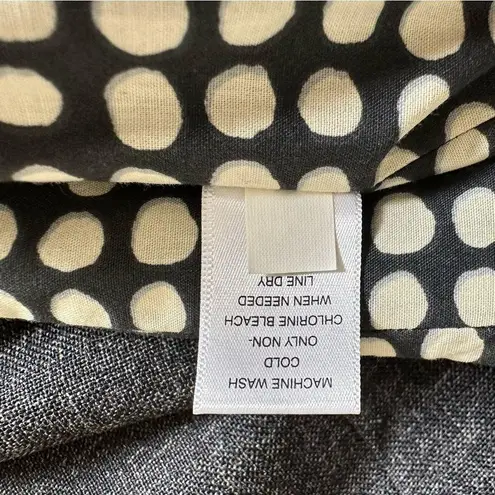 MACHINE WASH
COLD
ONLY NON-
CHLORINE BLEACH
WHEN NEEDED
LINE DRY